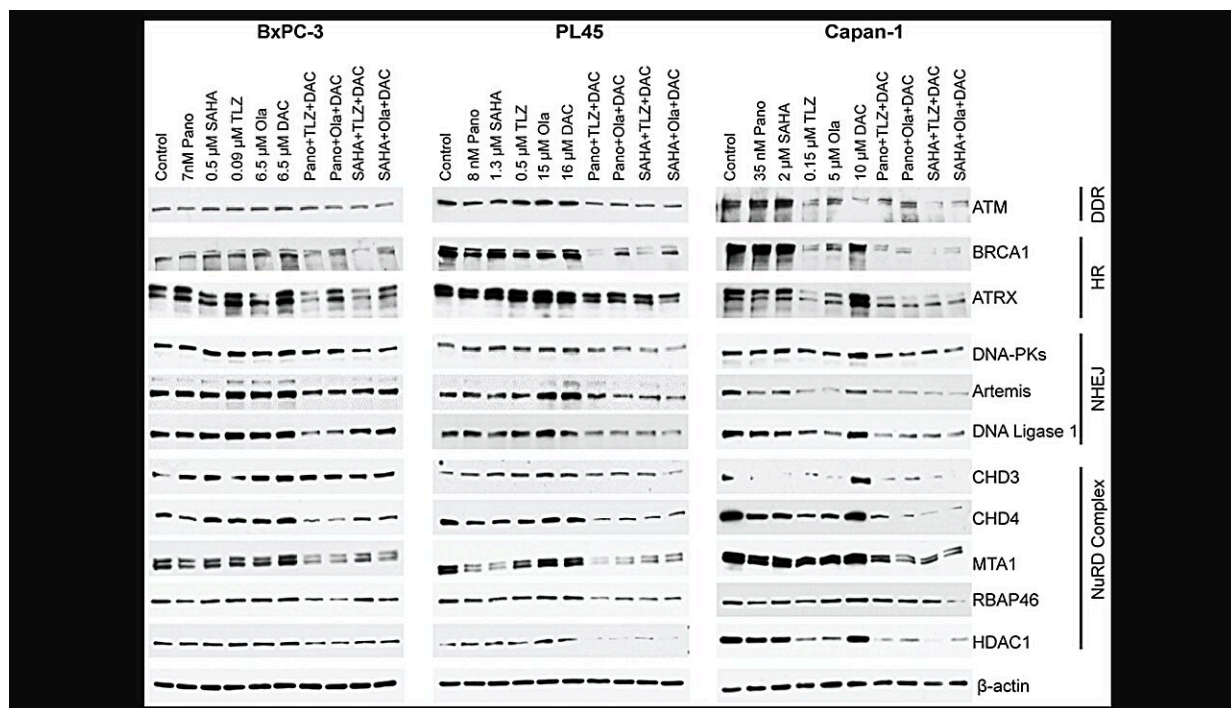 BxPC-3
PL45
Capan-1
Control
7nM Pano
0.5 µM SAHA
0.09 µM TLZ
6.5 µM Ola
6.5 µM DAC
Pano+TLZ+DAC
Pano+Ola+DAC
SAHA+TLZ+DAC
SAHA+Ola+DAC
Control
8 nM Pano
1.3 µM SAHA
0.5 µM TLZ
15 µM Ola
16 µM DAC
Pano+TLZ+DAC
Pano+Ola+DAC
SAHA+TLZ+DAC
SAHA+Ola+DAC
Control
35 nM Pano
2 µM SAHA
0.15 µM TLZ
5 µM Ola
10 µM DAC
Pano+TLZ+DAC
Pano+Ola+DAC
SAHA+TLZ+DAC
SAHA+Ola+DAC
ATM
DDR
BRCA1
ATRX
HR
DNA-PKs
Artemis
DNA Ligase 1
NHEJ
CHD3
CHD4
MTA1
RBAP46
HDAC1
NuRD Complex
β-actin